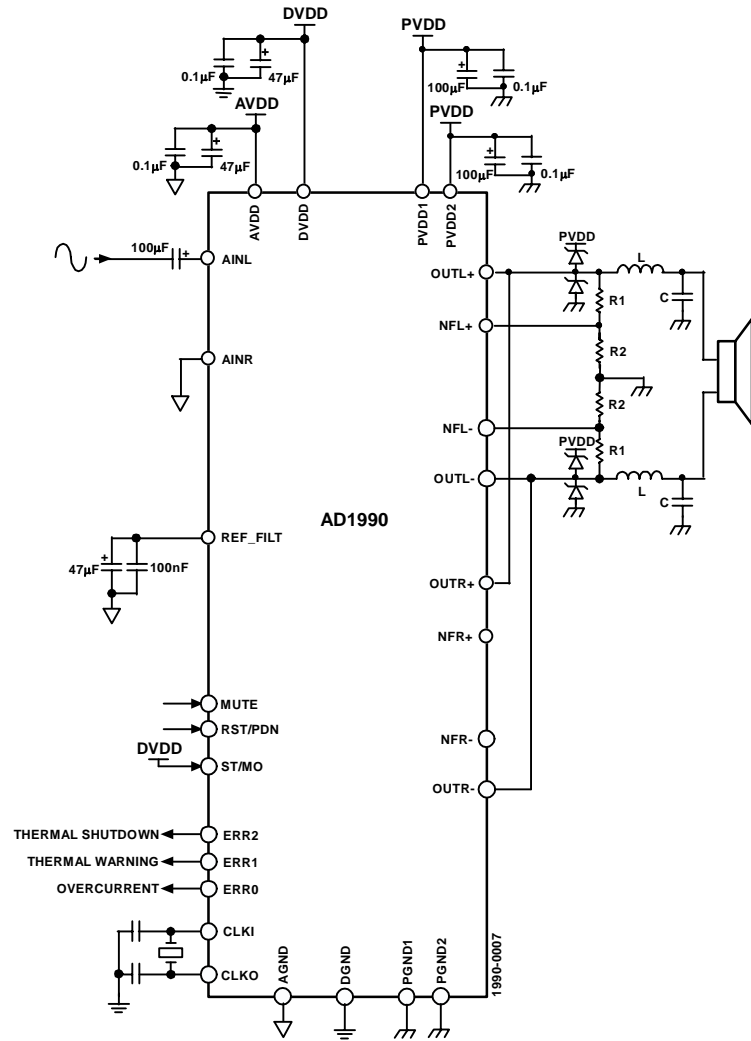 DVDD
PVDD
0.1µF
47µF
100µF
0.1µF
AVDD
PVDD
0.1µF
47µF
100µF
0.1µF
AVDD
DVDD
PVDD1
PVDD2
100µF
AINL
AINR
REF_FILT
47µF
100nF
MUTE
RST/PDN
DVDD
ST/MO
THERMAL SHUTDOWN
ERR2
THERMAL WARNING
ERR1
OVERCURRENT
ERR0
CLKI
CLKO
AD1990
AGND
DGND
PGND1
PGND2
1990-0007
OUTL+
PVDD
L
C
R1
NFL+
R2
R2
NFL-
PVDD
R1
OUTL-
L
C
OUTR+
NFR+
NFR-
OUTR-